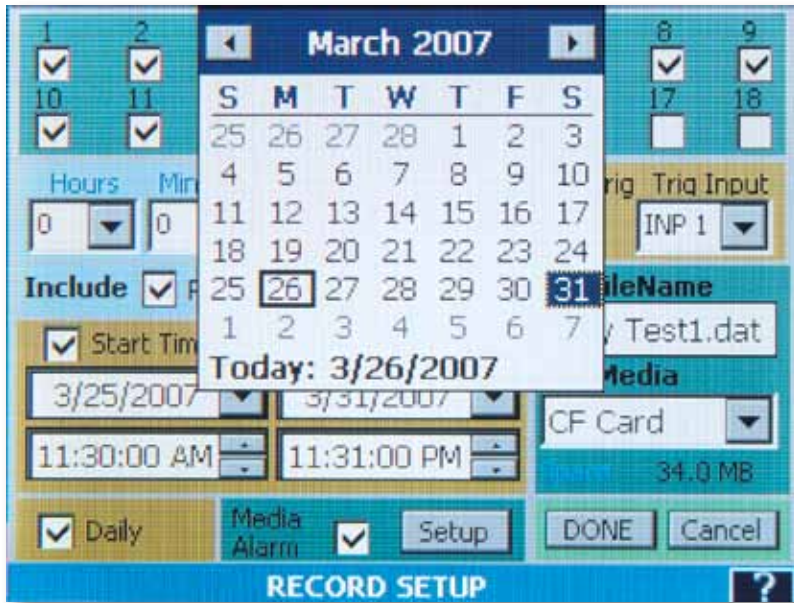 1 2 8 9
10 11 17 18
March 2007
S M T W T F S
25 26 27 28 1 2 3
4 5 6 7 8 9 10
11 12 13 14 15 16 17
18 19 20 21 22 23 24
25 26 27 28 29 30 31
1 2 3 4 5 6 7
Today: 3/26/2007
Hours
Trig Input
0 0 INP 1
Include
Start Tim
3/25/2007 3/31/2007
11:30:00 AM 11:31:00 PM
ileName
Test1.dat
Media
CF Card
34.0 MB
Daily
Media
Alarm
Setup
DONE Cancel
RECORD SETUP ?